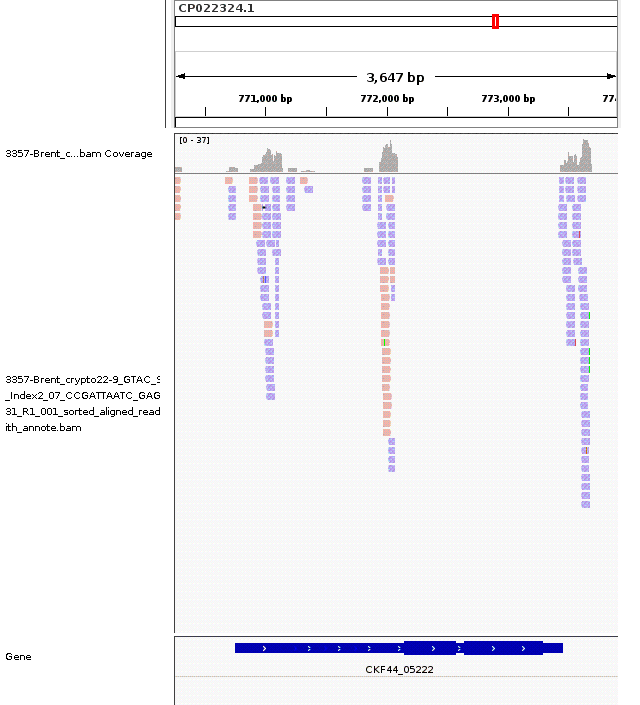 CP022324.1
3,647 bp
771,000 bp
772,000 bp
773,000 bp
774
[0 - 37]
3357-Brent_c...bam Coverage
3357-Brent_crypto22-9_GTAC_S
_Index2_07_CCGATTAATC_GAG
31_R1_001_sorted_aligned_read
ith_annote.bam
Gene
CKF44_05222